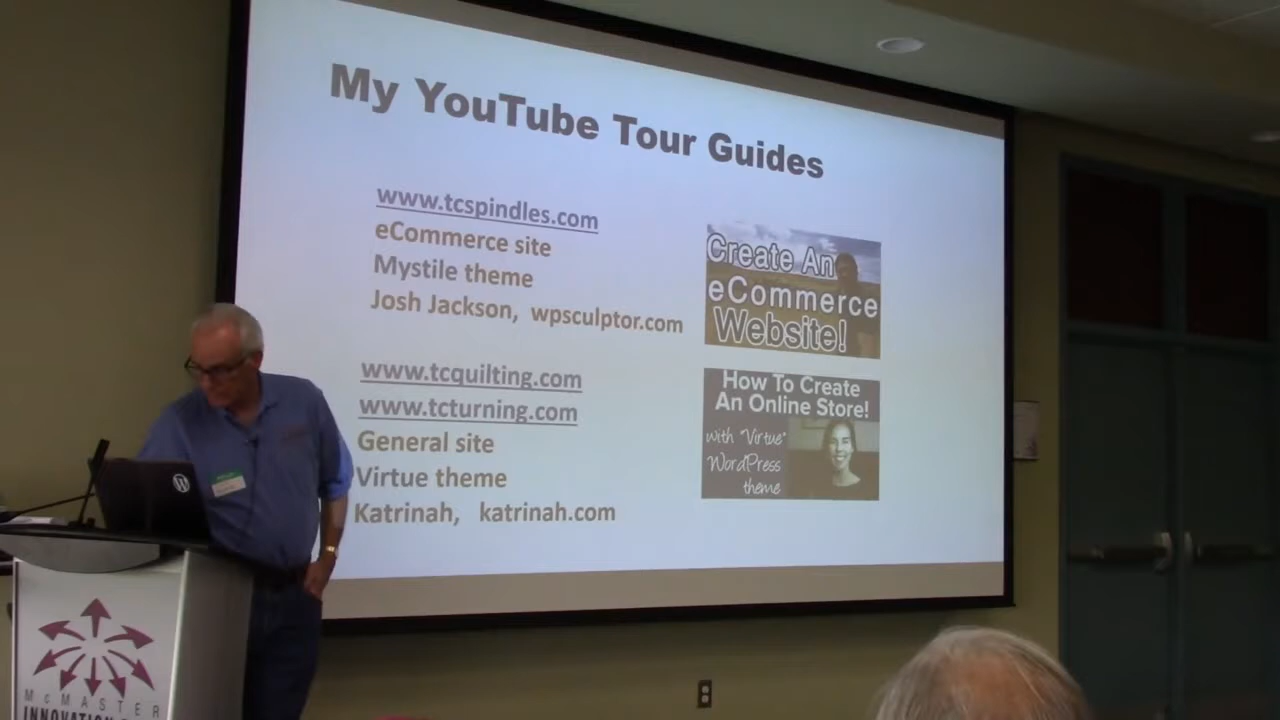 My YouTube Tour Guides
www.tcspindles.com
eCommerce site
Mystile theme
Josh Jackson, wpsculptor.com
www.tcquilting.com
www.tcturning.com
General site
Virtue theme
Katrinah, katrinah.com
Create An
eCommerce
Website!
How To Create
An Online Store!
with "Virtue"
WordPress
theme
McMASTER
INNOVATION